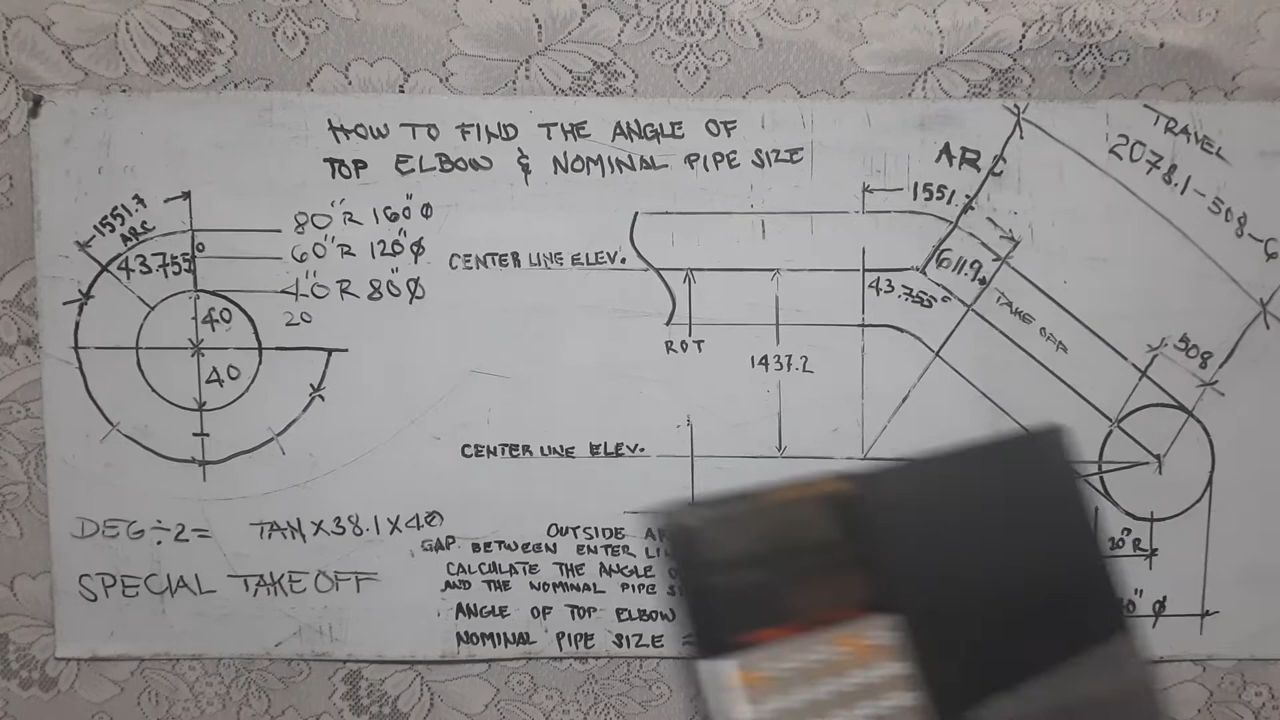 HOW TO FIND THE ANGLE OF
TOP ELBOW & NOMINAL PIPE SIZE
1551.7
ARC
43.755°
80"R 160"Ø
60"R 120"Ø
40"R 80"Ø
20
40
40
DEG÷2= TAN×38.1×40
SPECIAL TAKE OFF
CENTER LINE ELEV.
ROT
1437.2
CENTER LINE ELEV.
ARC
1551.7
611.9
43.755°
TAKE OFF
TRAVEL
2078.1-508-6
508
20"R
0" Ø
OUTSIDE
GAP BETWEEN ENTER
CALCULATE THE ANGLE
AND THE NOMINAL PIPE
ANGLE OF TOP ELBOW
NOMINAL PIPE SIZE =